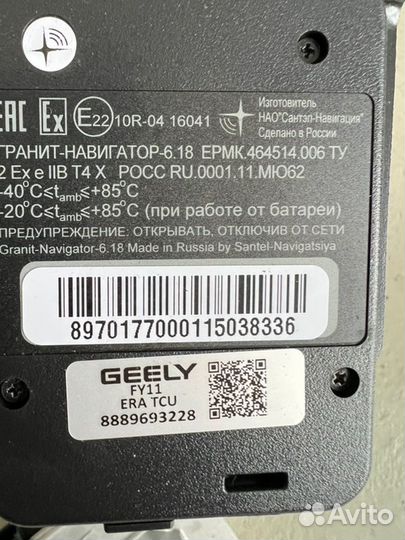 EAC Ex E22 10R-04 16041
Изготовитель
НАО"Сантэл-Навигация"
Сделано в России
ГРАНИТ-НАВИГАТОР-6.18 ЕРМК.464514.006 ТУ
2 Ex e IIB T4 X РОСС RU.0001.11.МЮ62
-40°C≤tamb≤+85°C
-20°C≤tamb≤+85°C (при работе от батареи)
ПРЕДУПРЕЖДЕНИЕ: ОТКРЫВАТЬ, ОТКЛЮЧИВ ОТ СЕТИ
Granit-Navigator-6.18 Made in Russia by Santel-Navigatsiya
8970177000115038336
GEELY
FY11
ERA TCU
8889693228
Avito